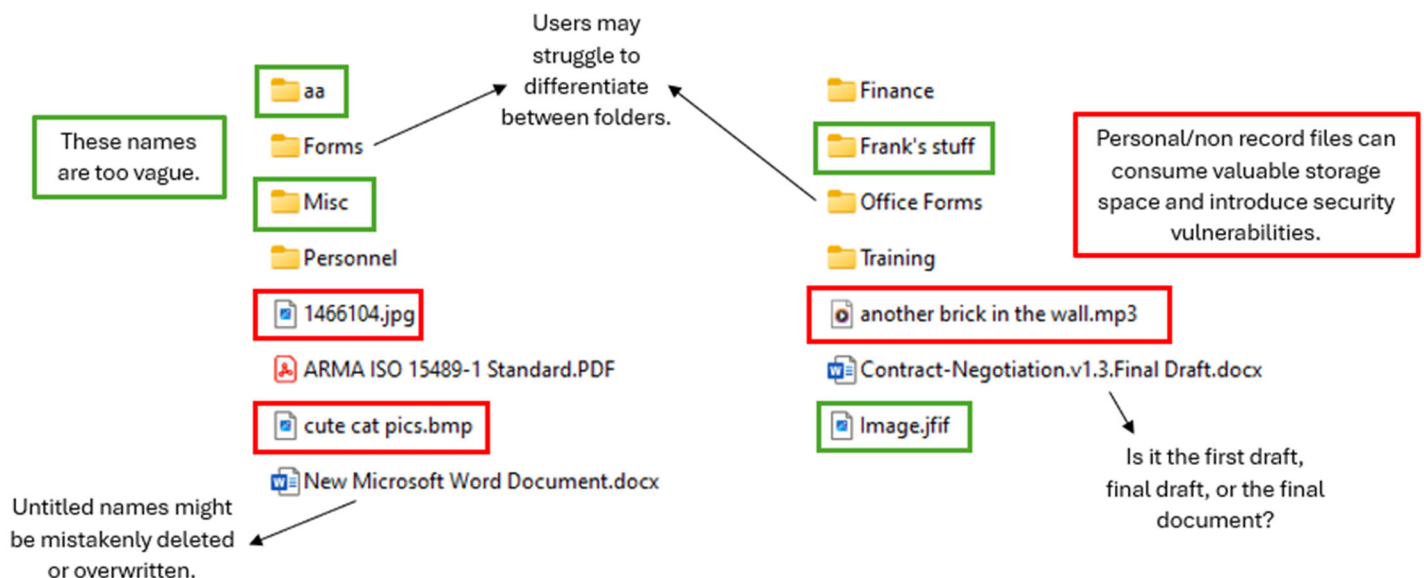 Users may
struggle to
differentiate
between folders.
These names
are too vague.
aa
Forms
Misc
Personnel
1466104.jpg
ARMA ISO 15489-1 Standard.PDF
cute cat pics.bmp
New Microsoft Word Document.docx
Untitled names might
be mistakenly deleted
or overwritten.
Finance
Frank's stuff
Office Forms
Training
another brick in the wall.mp3
Contract-Negotiation.v1.3.Final Draft.docx
Image.jfif
Personal/non record files can
consume valuable storage
space and introduce security
vulnerabilities.
Is it the first draft,
final draft, or the final
document?